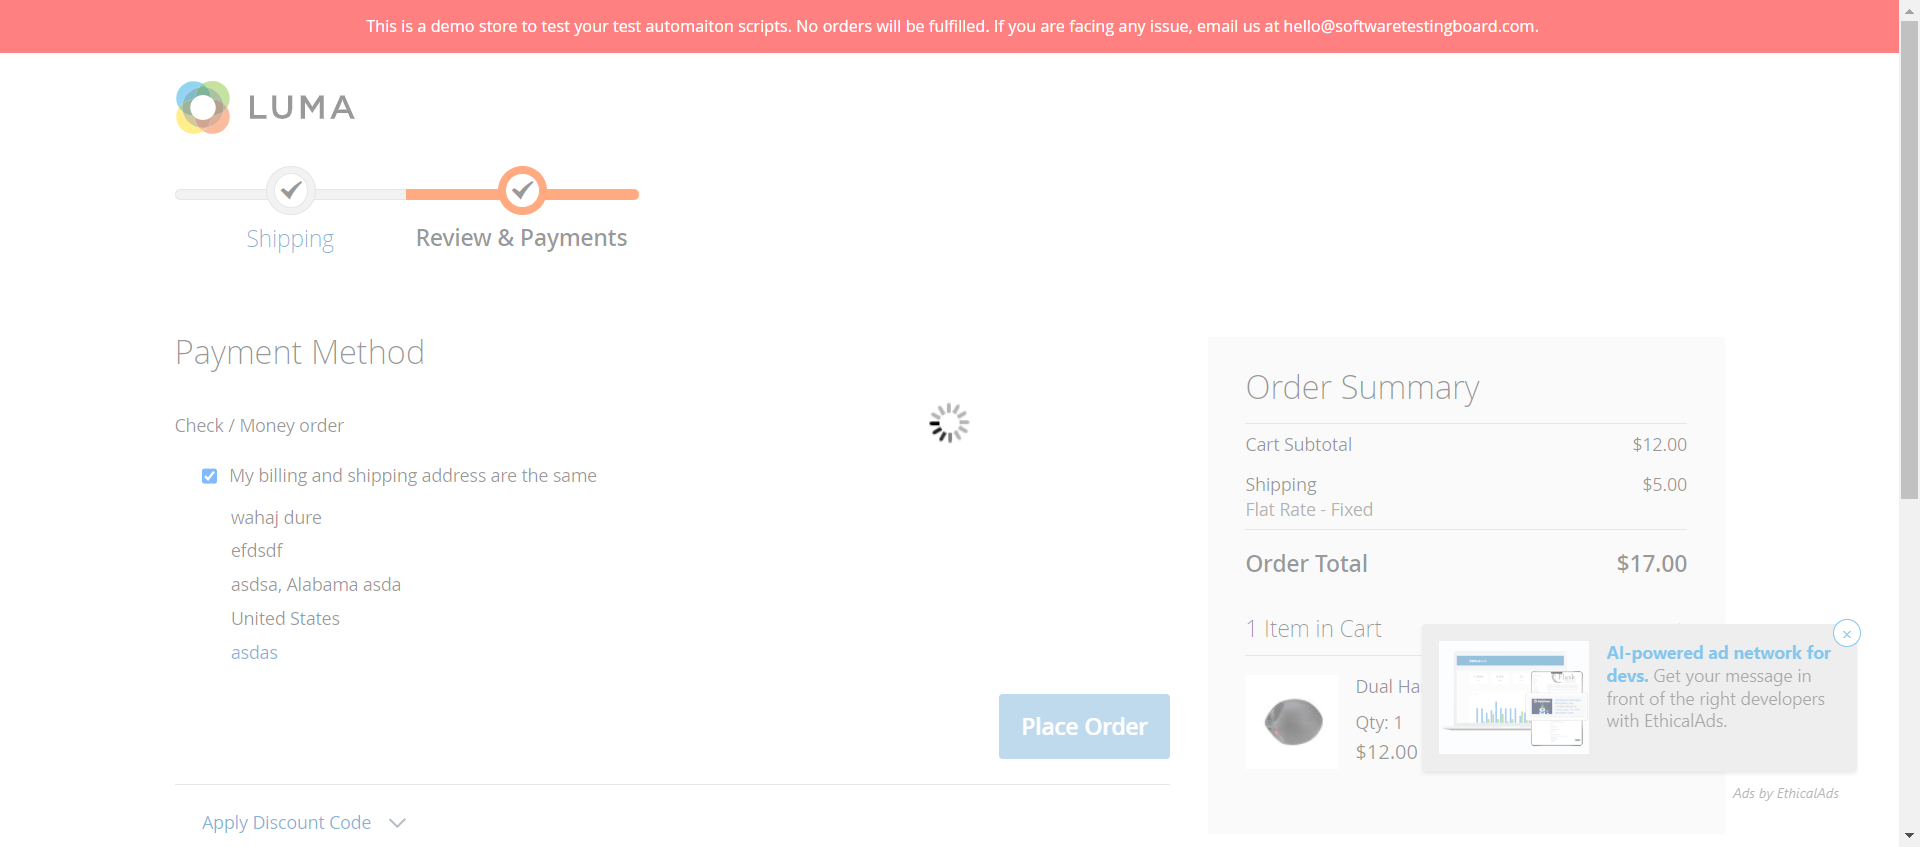 This is a demo store to test your test automaiton scripts. No orders will be fulfilled. If you are facing any issue, email us at hello@softwaretestingboard.com.
LUMA
Shipping
Review & Payments
Payment Method
Check / Money order
My billing and shipping address are the same
wahaj dure
efdsdf
asdsa, Alabama asda
United States
asdas
Place Order
Apply Discount Code
Order Summary
Cart Subtotal $12.00
Shipping $5.00
Flat Rate - Fixed
Order Total $17.00
1 Item in Cart
Dual Ha
Qty: 1
$12.00
AI-powered ad network for
devs. Get your message in
front of the right developers
with EthicalAds.
Ads by EthicalAds